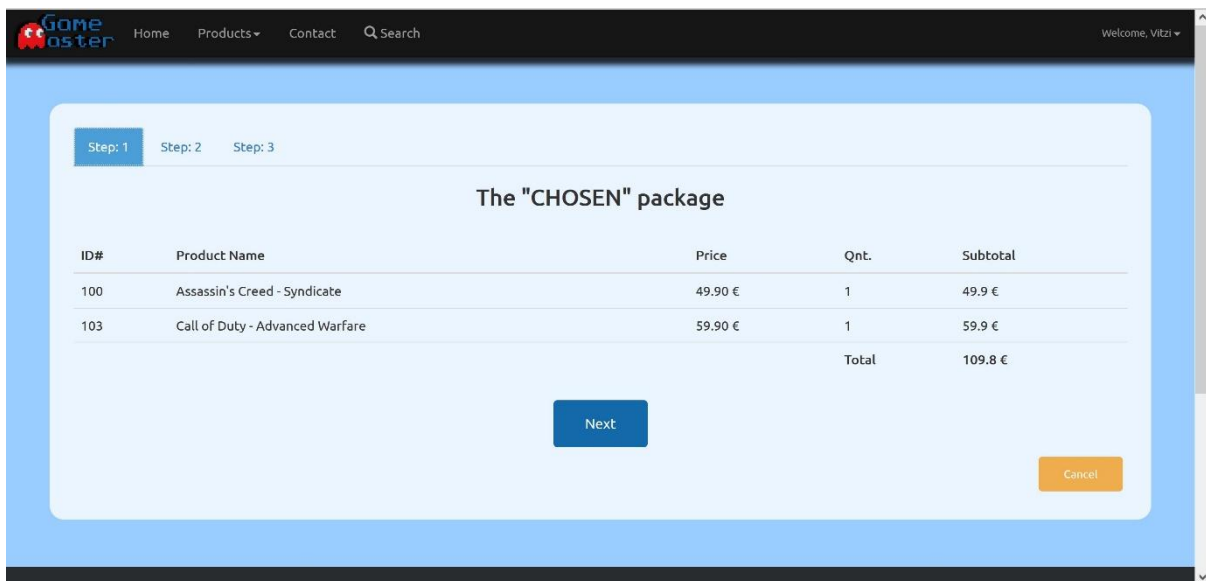 Game Master
Home Products Contact Search Welcome, Vitzi
Step: 1 Step: 2 Step: 3
The "CHOSEN" package
ID# Product Name Price Qnt. Subtotal
100 Assassin's Creed - Syndicate 49.90 € 1 49.9 €
103 Call of Duty - Advanced Warfare 59.90 € 1 59.9 €
Total 109.8 €
Next
Cancel